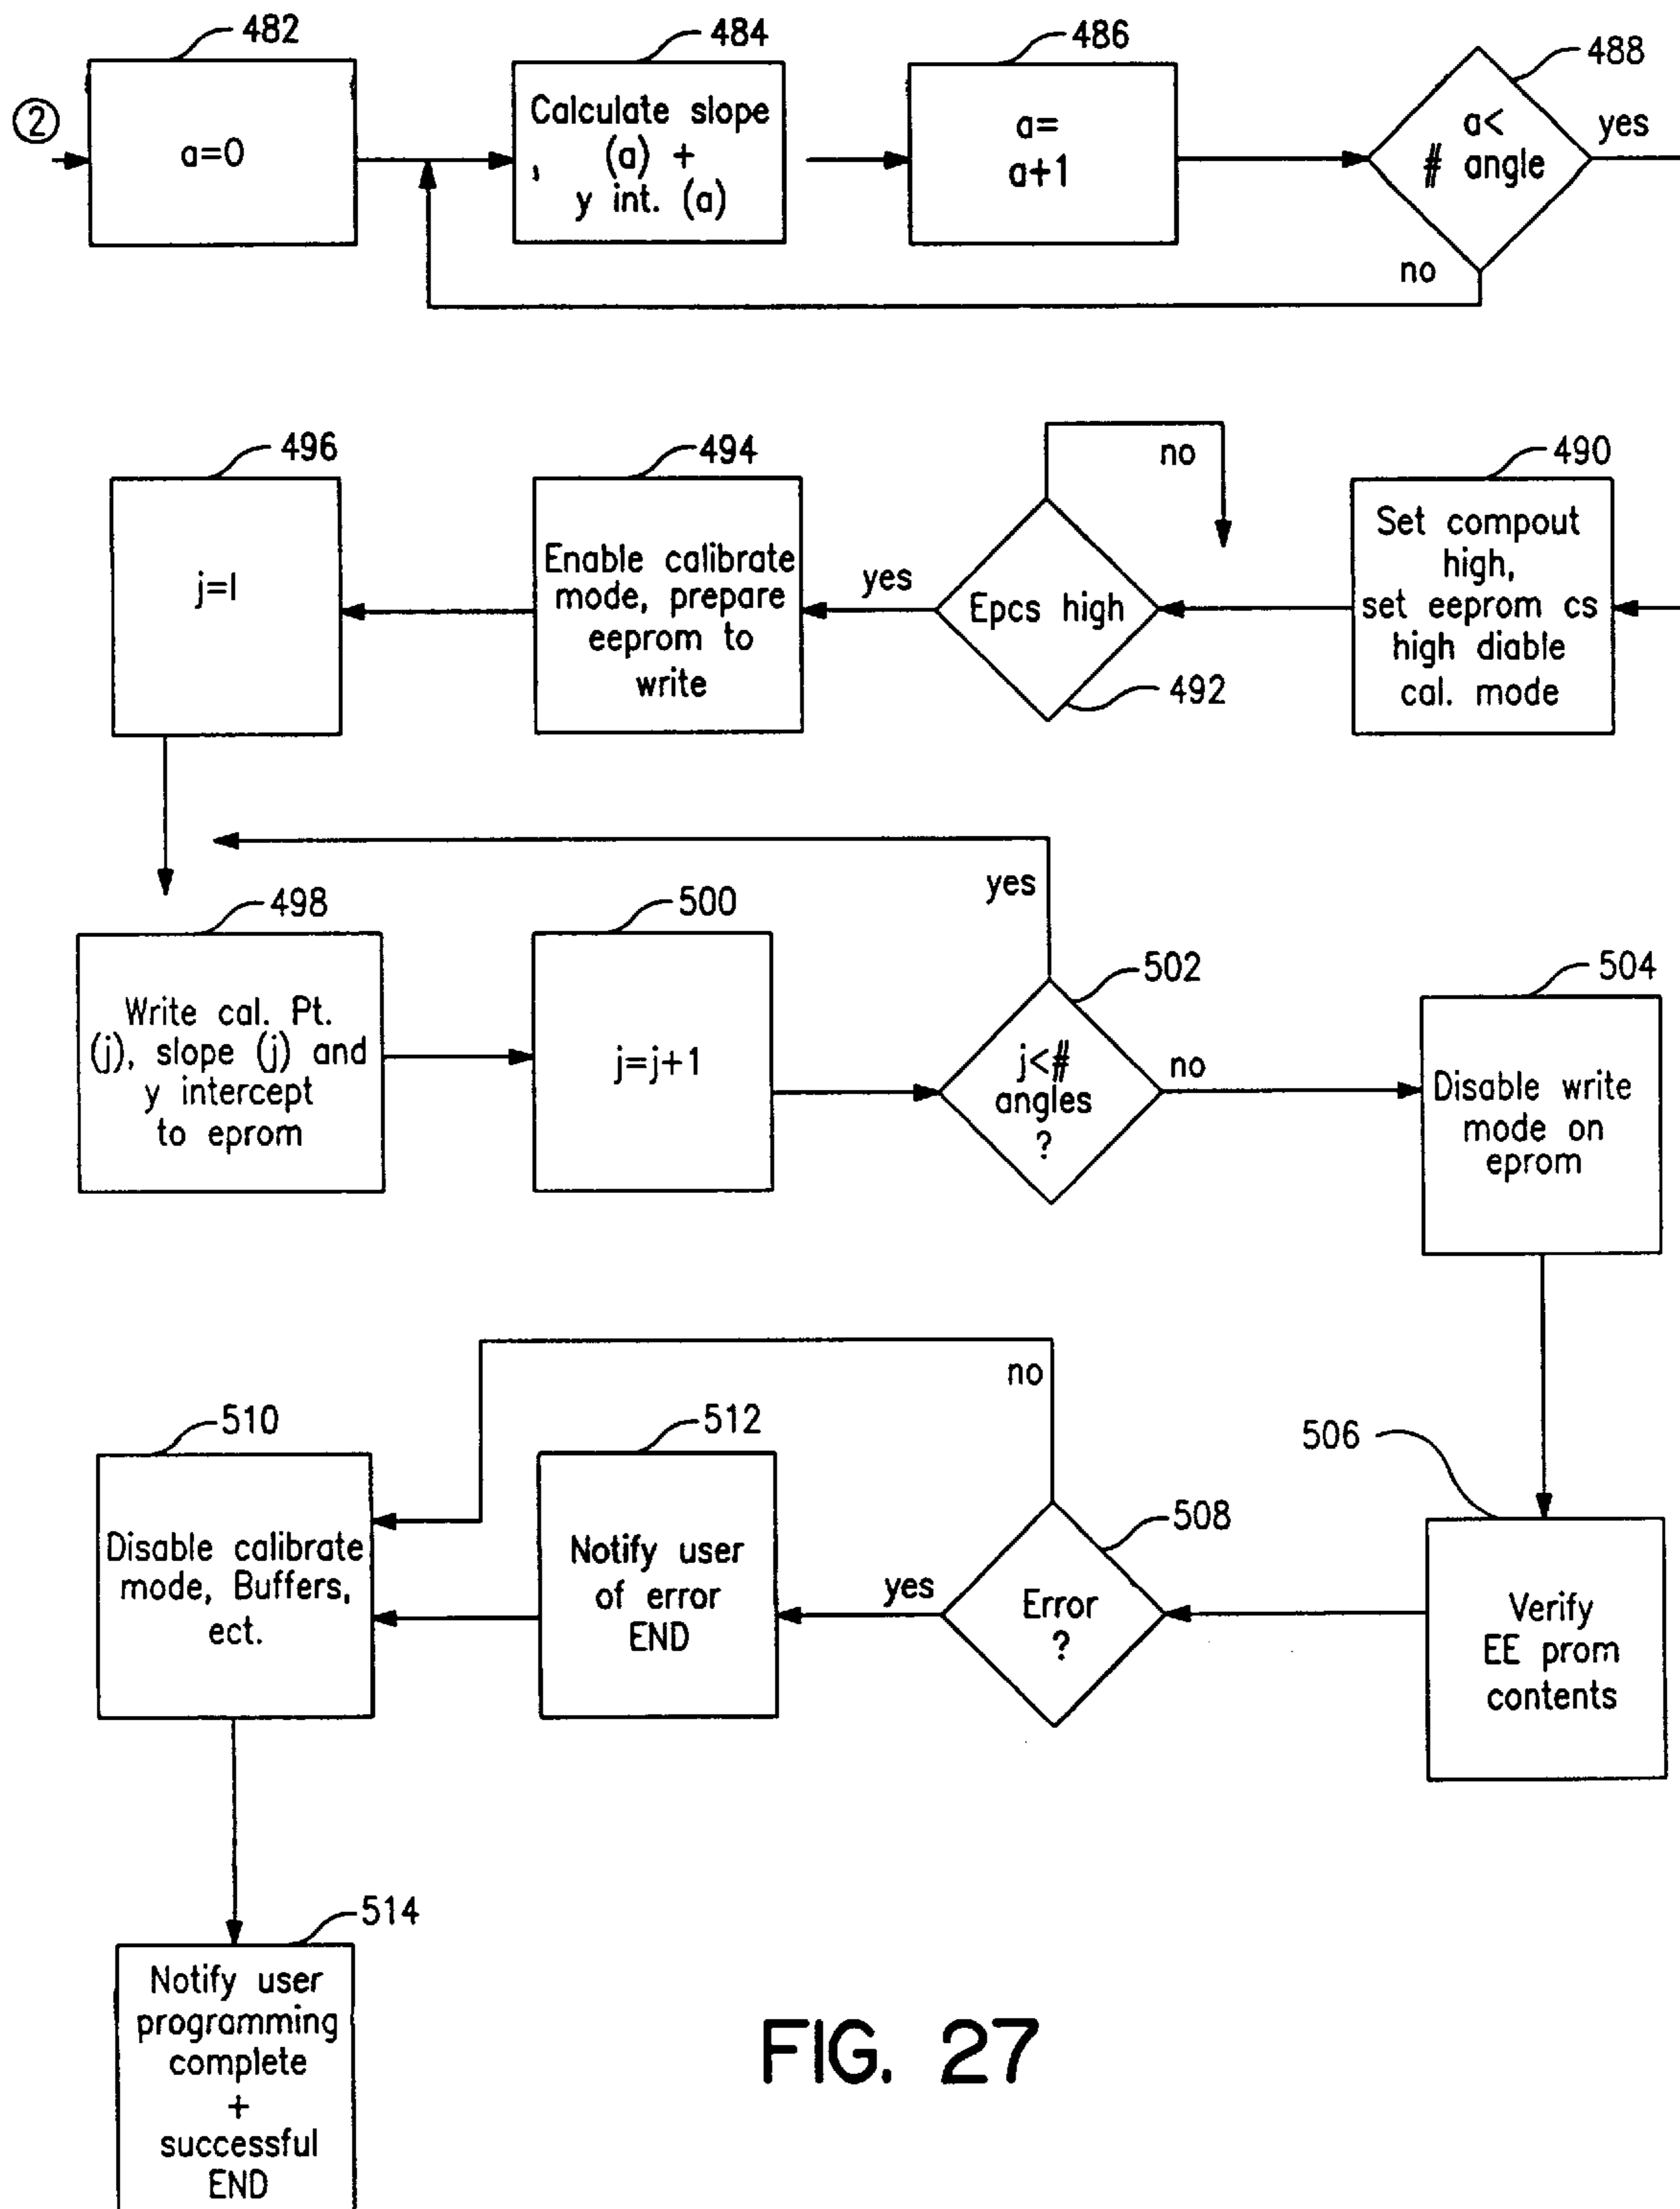 482
484
486
488
②
a=0
Calculate slope
(a) +
y int. (a)
a=
a+1
a<
# angle
yes
no
496
494
no
490
j=l
Enable calibrate
mode, prepare
eeprom to
write
yes
Epcs high
492
Set compout
high,
set eeprom cs
high diable
cal. mode
yes
498
500
502
504
Write cal. Pt.
(j), slope (j) and
y intercept
to eprom
j=j+1
j<#
angles
?
no
Disable write
mode on
eprom
no
510
512
506
508
Disable calibrate
mode, Buffers,
ect.
Notify user
of error
END
yes
Error
?
Verify
EE prom
contents
514
Notify user
programming
complete
+
successful
END
FIG. 27